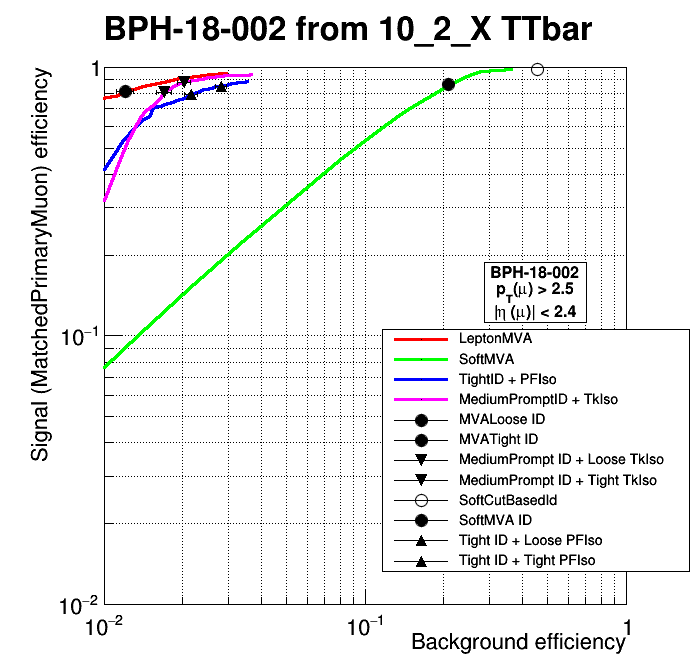 BPH-18-002 from 10_2_X TTbar
Signal (MatchedPrimaryMuon) efficiency
1
10⁻¹
10⁻²
BPH-18-002
p_T(μ) > 2.5
|η (μ)| < 2.4
LeptonMVA
SoftMVA
TightID + PFIso
MediumPromptID + TkIso
MVALoose ID
MVATight ID
MediumPrompt ID + Loose TkIso
MediumPrompt ID + Tight TkIso
SoftCutBasedId
SoftMVA ID
Tight ID + Loose PFIso
Tight ID + Tight PFIso
10⁻² 10⁻¹ 1
Background efficiency